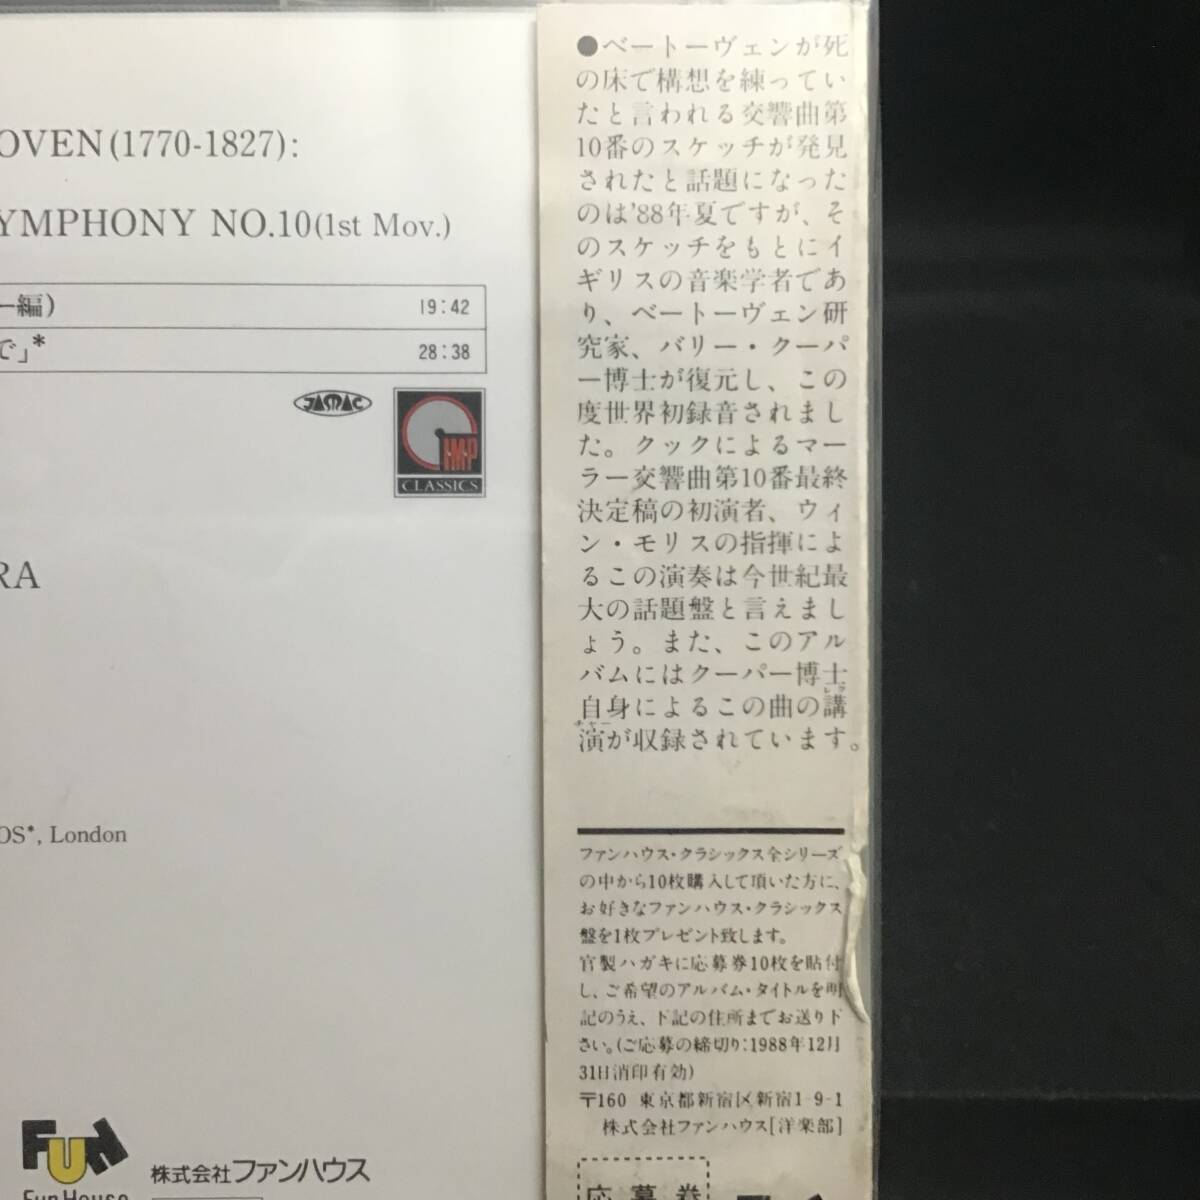 OVEN(1770-1827):
YMPHONY NO.10(1st Mov.)
ー編) 19:42
で」* 28:38
JASRAC
IMP
CLASSICS
RA
OS*, London
FUN
Fun House
株式会社ファンハウス
●ベートーヴェンが死
の床で構想を練ってい
たと言われる交響曲第
10番のスケッチが発見
されたと話題になった
のは'88年夏ですが、そ
のスケッチをもとにイ
ギリスの音楽学者であ
り、ベートーヴェン研
究家、バリー・クーパ
ー博士が復元し、この
度世界初録音されまし
た。クックによるマー
ラー交響曲第10番最終
決定稿の初演者、ウィ
ン・モリスの指揮によ
るこの演奏は今世紀最
大の話題盤と言えまし
ょう。また、このアル
バムにはクーパー博士
自身によるこの曲の講
レク
演が収録されています。
チャー
ファンハウス・クラシックス全シリーズ
の中から10枚購入して頂いた方に、
お好きなファンハウス・クラシックス
盤を1枚プレゼント致します。
官製ハガキに応募券10枚を貼付
し、ご希望のアルバム・タイトルを明
記のうえ、下記の住所までお送り下
さい。(ご応募の締切り:1988年12月
31日消印有効)
〒160 東京都新宿区新宿1-9-1
株式会社ファンハウス[洋楽部]
応募券